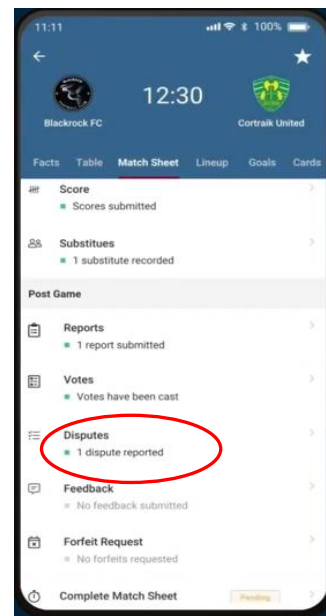 11:11
100%
12:30
Blackrock FC
Cortraik United
Facts Table Match Sheet Lineup Goals Cards
Score
Scores submitted
Substitues
1 substitute recorded
Post Game
Reports
1 report submitted
Votes
Votes have been cast
Disputes
1 dispute reported
Feedback
No feedback submitted
Forfeit Request
No forfeits requested
Complete Match Sheet
Pending